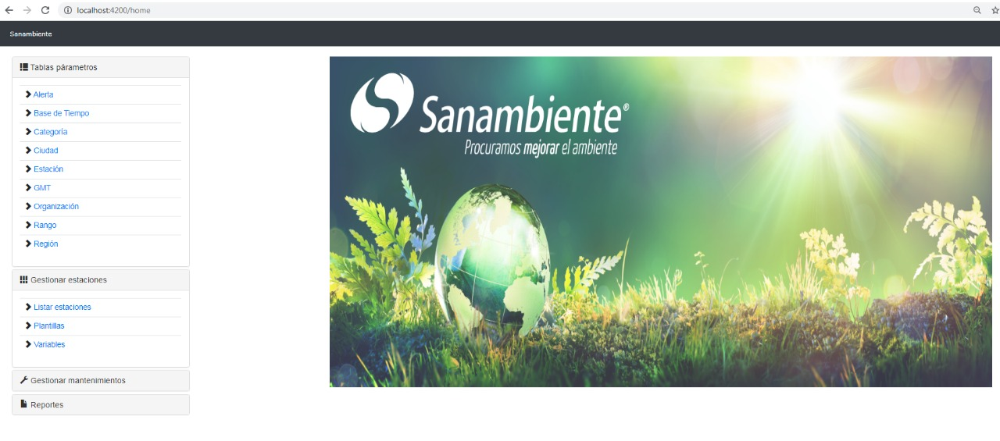 localhost:4200/home
Sanambiente
Tablas párametros
Alerta
Base de Tiempo
Categoría
Ciudad
Estación
GMT
Organización
Rango
Región
Gestionar estaciones
Listar estaciones
Plantillas
Variables
Gestionar mantenimientos
Reportes
Sanambiente®
Procuramos mejorar el ambiente